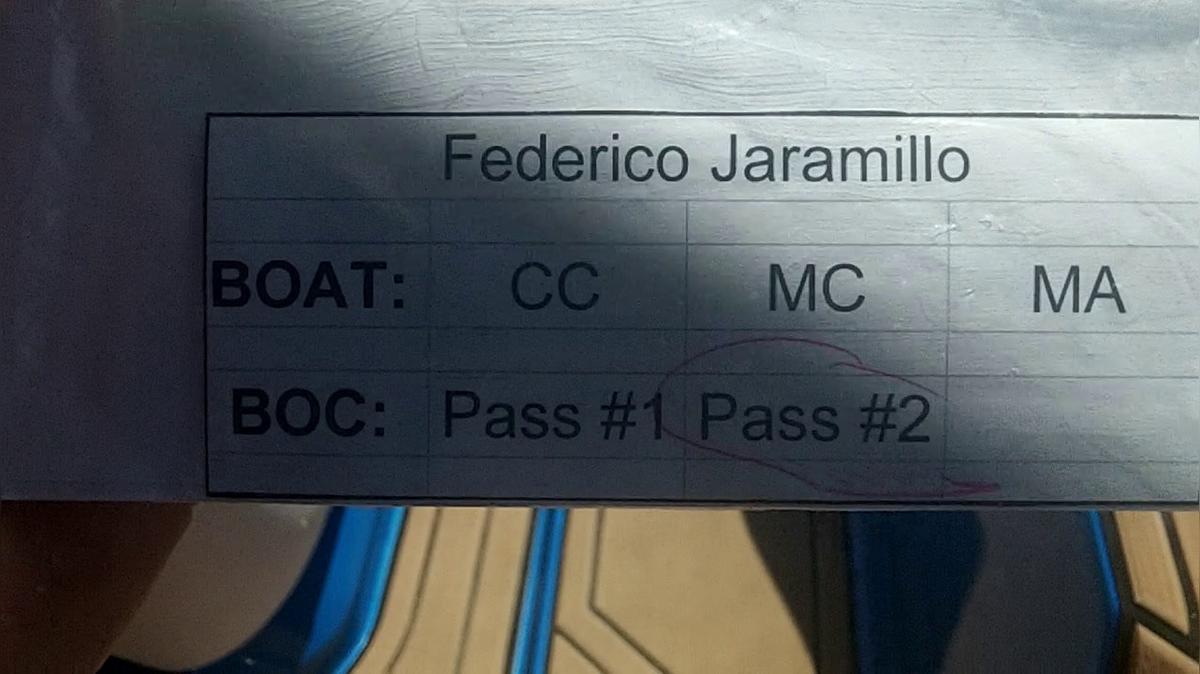 Federico Jaramillo
BOAT: CC MC MA
BOC: Pass #1 Pass #2